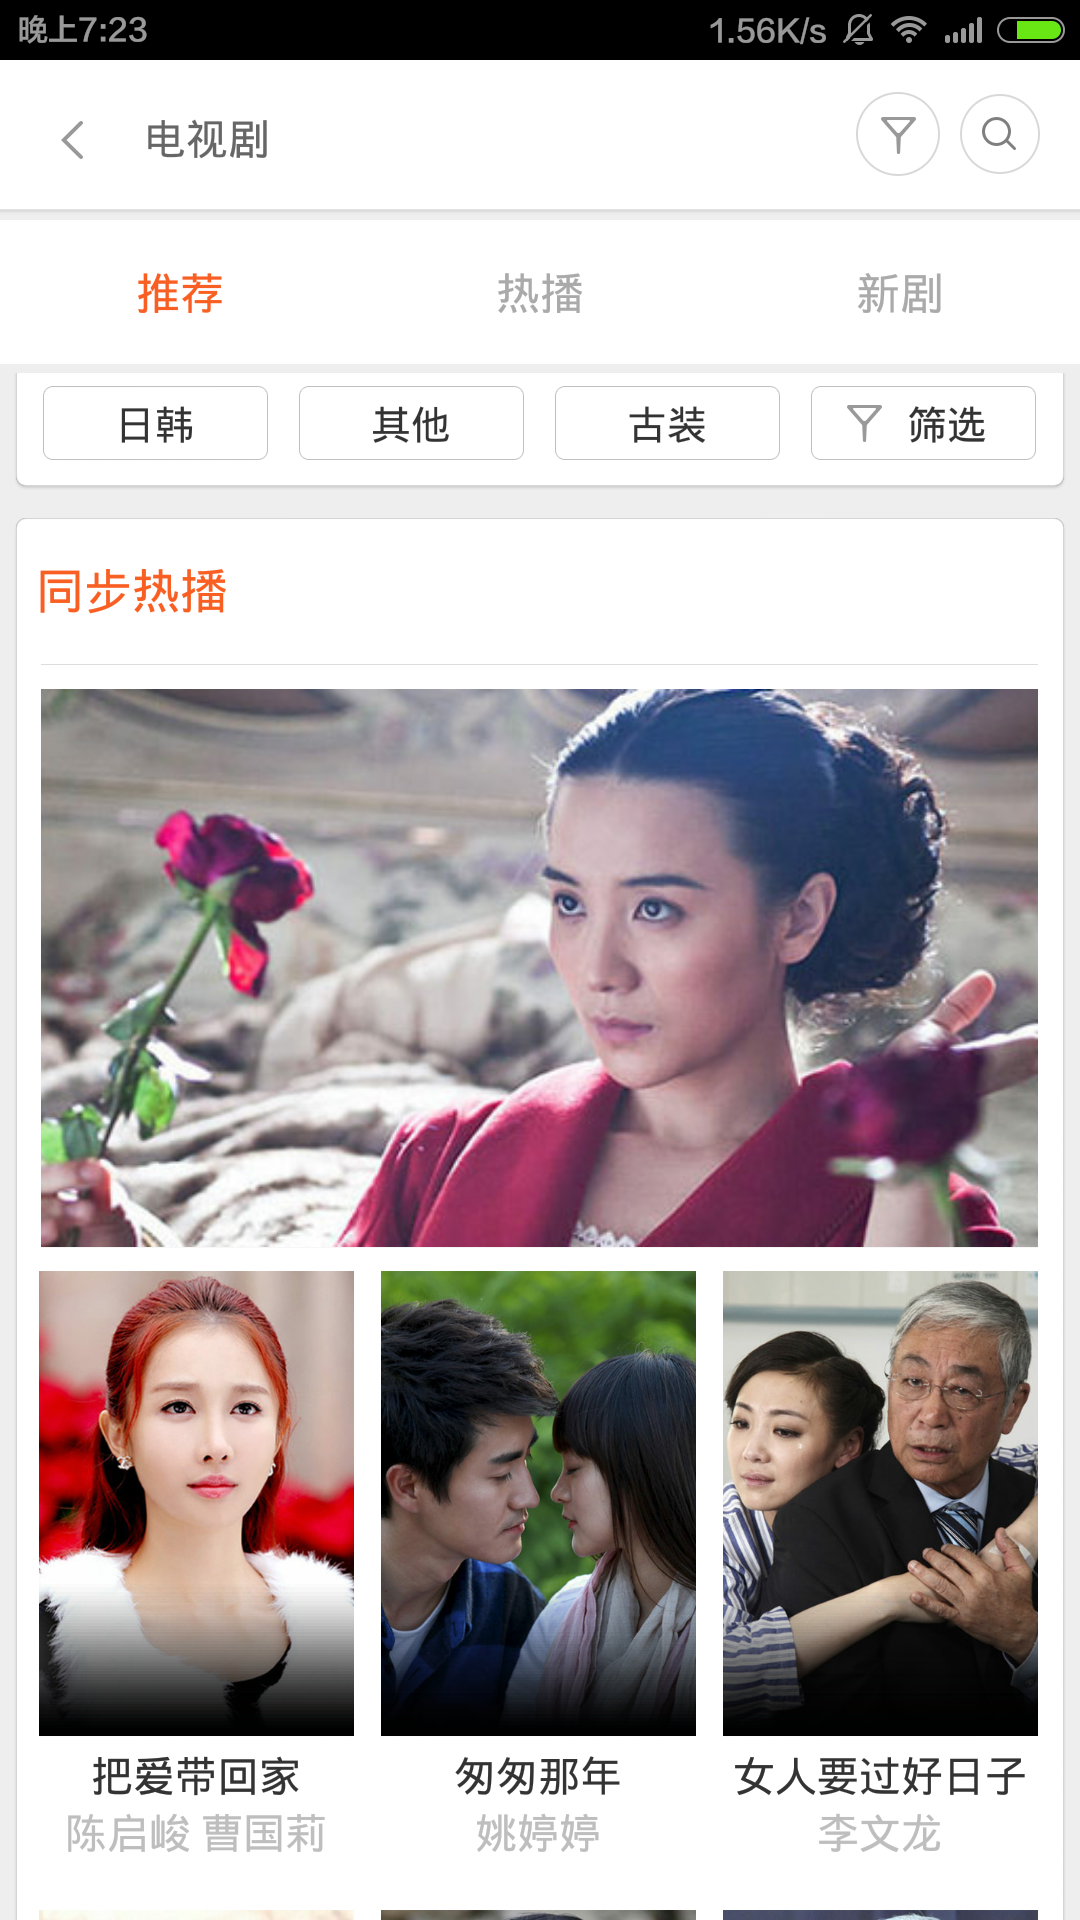 晚上7:23 1.56K/s
电视剧
推荐 热播 新剧
日韩 其他 古装 筛选
同步热播
把爱带回家 匆匆那年 女人要过好日子
陈启峻 曹国莉 姚婷婷 李文龙